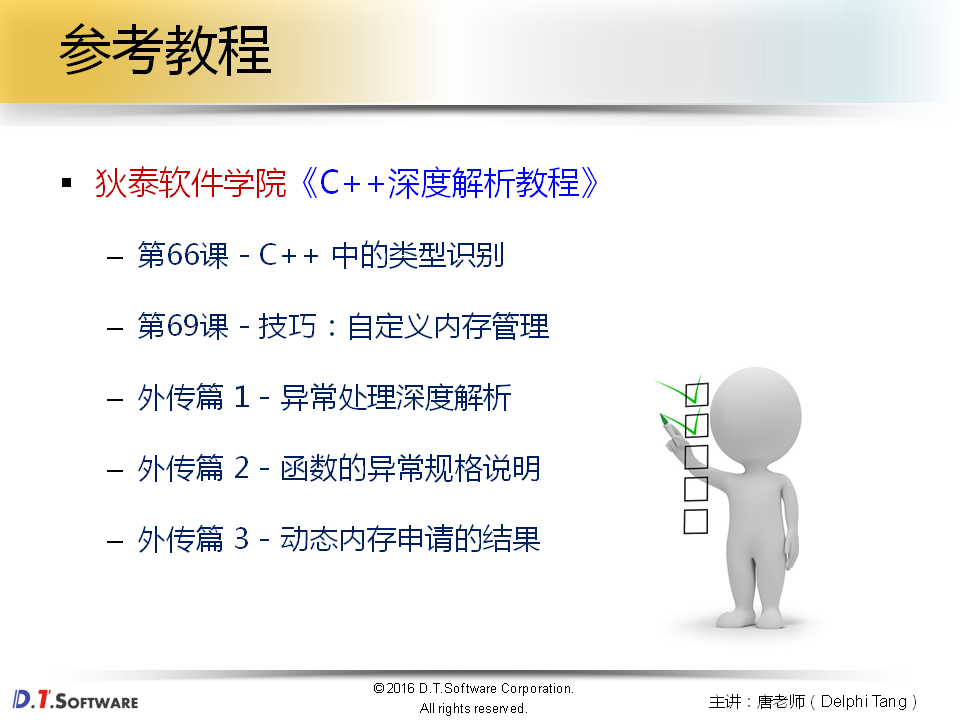 参考教程
▪ 狄泰软件学院《C++深度解析教程》
– 第66课 - C++ 中的类型识别
– 第69课 - 技巧：自定义内存管理
– 外传篇 1 - 异常处理深度解析
– 外传篇 2 - 函数的异常规格说明
– 外传篇 3 - 动态内存申请的结果
D.T.SOFTWARE
©2016 D.T.Software Corporation.
All rights reserved.
主讲：唐老师（Delphi Tang）